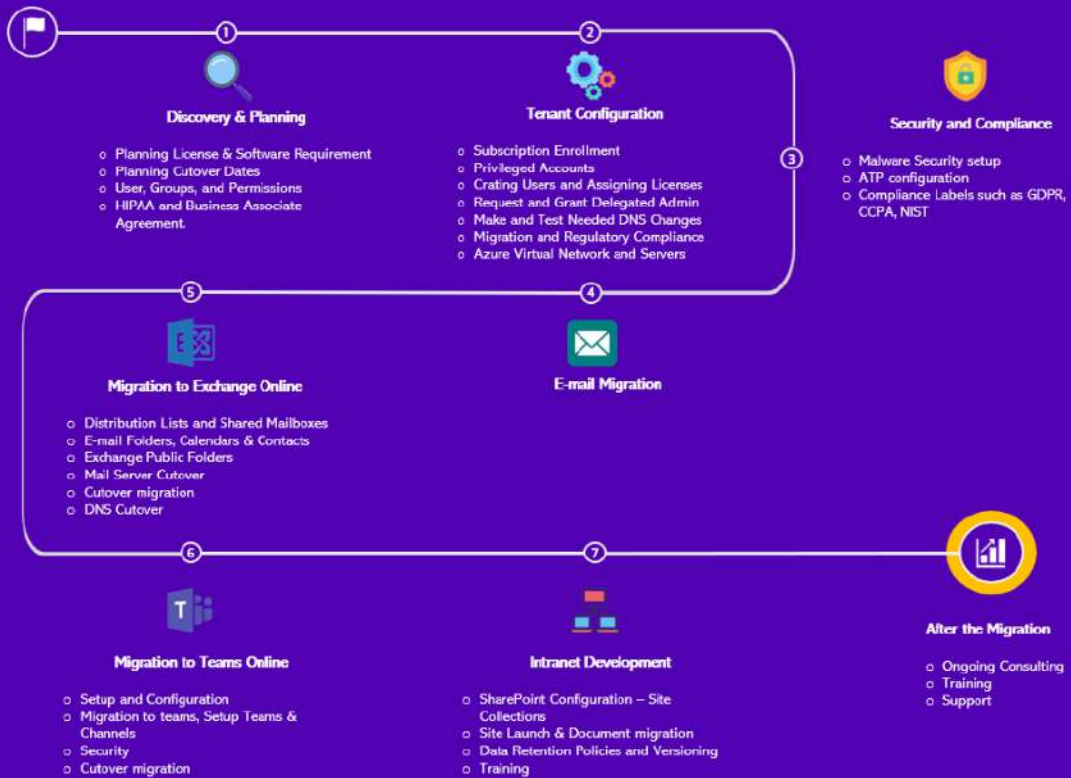 1
Discovery & Planning
o Planning License & Software Requirement
o Planning Cutover Dates
o User, Groups, and Permissions
o HIPAA and Business Associate
Agreement.
2
Tenant Configuration
o Subscription Enrollment
o Privileged Accounts
o Crating Users and Assigning Licenses
o Request and Grant Delegated Admin
o Make and Test Needed DNS Changes
o Migration and Regulatory Compliance
o Azure Virtual Network and Servers
3
Security and Compliance
o Malware Security setup
o ATP configuration
o Compliance Labels such as GDPR,
CCPA, NIST
4
E-mail Migration
5
E
Migration to Exchange Online
o Distribution Lists and Shared Mailboxes
o E-mail Folders, Calendars & Contacts
o Exchange Public Folders
o Mail Server Cutover
o Cutover migration
o DNS Cutover
6
T
Migration to Teams Online
o Setup and Configuration
o Migration to teams, Setup Teams &
Channels
o Security
o Cutover migration
7
Intranet Development
o SharePoint Configuration – Site
Collections
o Site Launch & Document migration
o Data Retention Policies and Versioning
o Training
After the Migration
o Ongoing Consulting
o Training
o Support